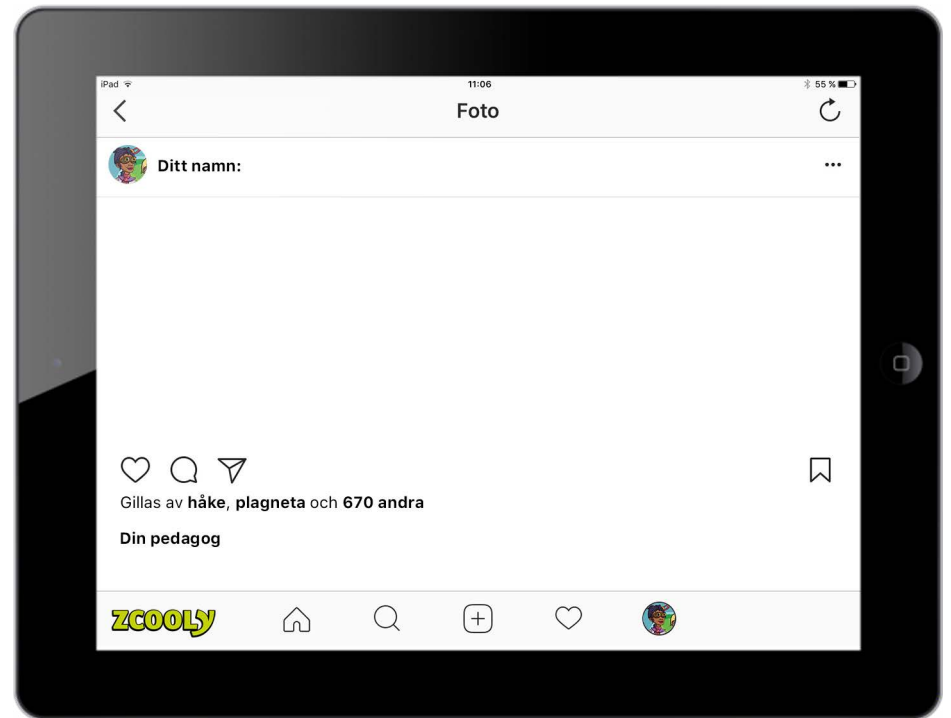 iPad 11:06 55 %
Foto
Ditt namn:
Gillas av håke, plagneta och 670 andra
Din pedagog
ZCOOLY